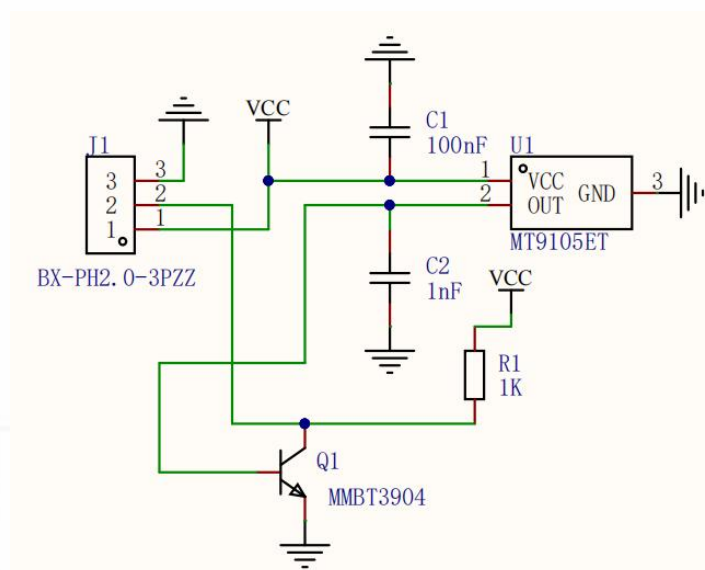 VCC
C1
100nF
J1
U1
3 3
2 2
1 1
1
2
VCC
OUT
GND
3
MT9105ET
BX-PH2.0-3PZZ
C2
1nF
VCC
R1
1K
Q1
MMBT3904